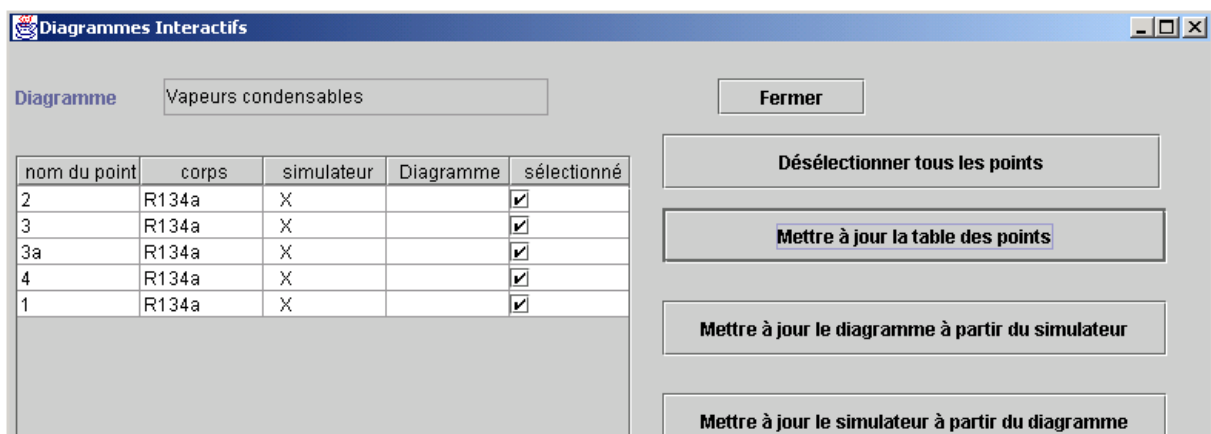 Diagrammes Interactifs
Diagramme Vapeurs condensables Fermer
Désélectionner tous les points
nom du point corps simulateur Diagramme sélectionné
2 R134a X
3 R134a X
Mettre à jour la table des points
3a R134a X
4 R134a X
1 R134a X
Mettre à jour le diagramme à partir du simulateur
Mettre à jour le simulateur à partir du diagramme